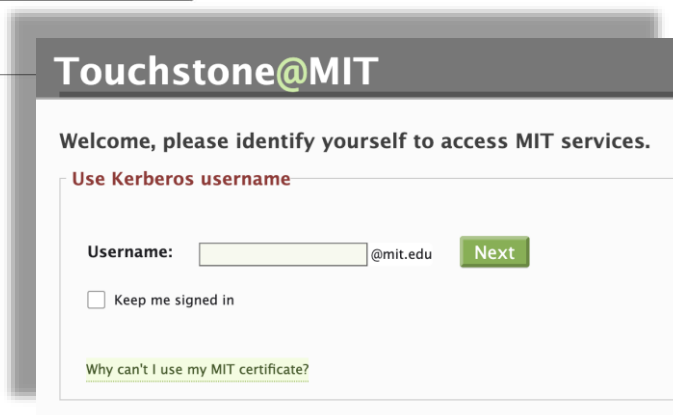 Touchstone@MIT
Welcome, please identify yourself to access MIT services.
Use Kerberos username
Username: @mit.edu Next
Keep me signed in
Why can't I use my MIT certificate?